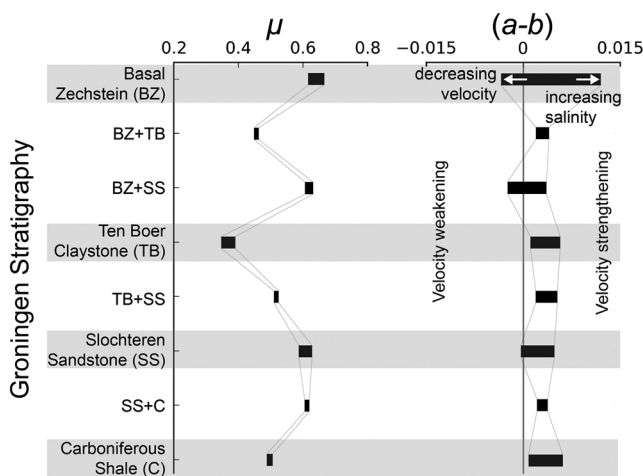 μ
(a-b)
0.2 0.4 0.6 0.8 −0.015 0 0.015
Basal
Zechstein (BZ)
decreasing
velocity
increasing
salinity
BZ+TB
BZ+SS
Ten Boer
Claystone (TB)
TB+SS
Slochteren
Sandstone (SS)
SS+C
Carboniferous
Shale (C)
Groningen Stratigraphy
Velocity weakening
Velocity strengthening